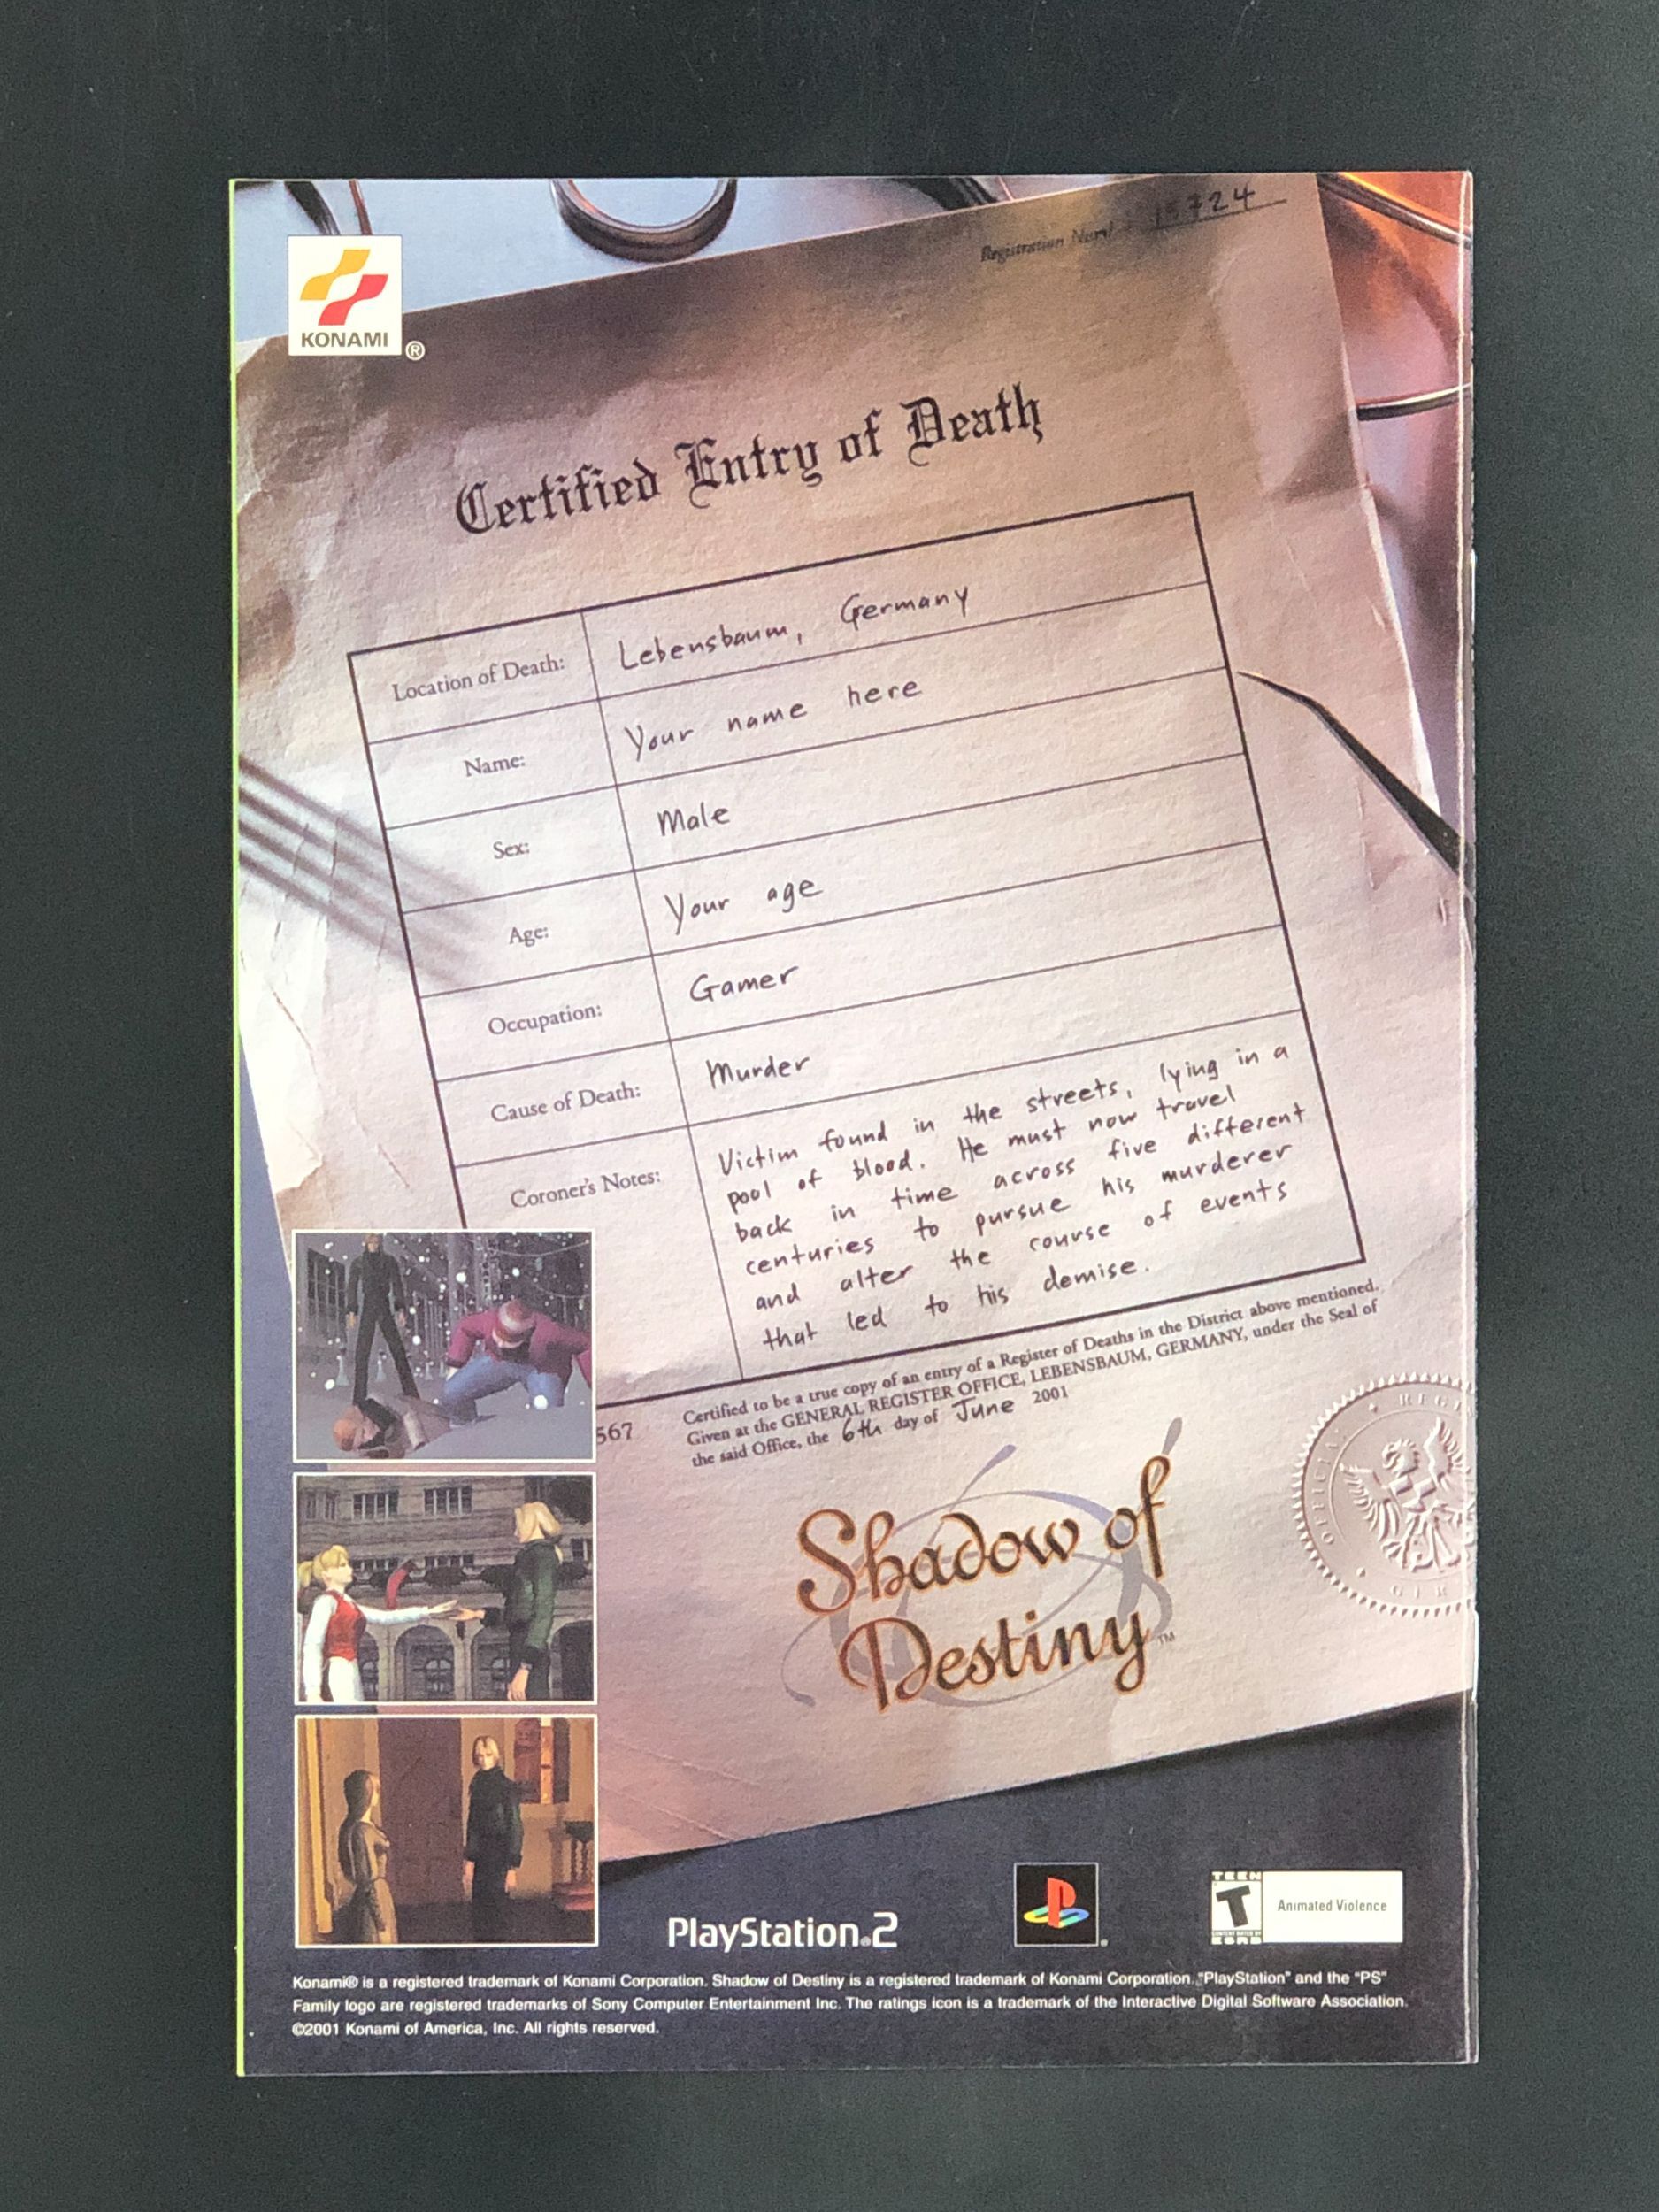 KONAMI ®
724
Registration
Certified Entry of Death
Location of Death: Lebensbaum, Germany
Name: Your name here
Sex: Male
Age: Your age
Occupation: Gamer
Cause of Death: Murder
Coroner's Notes: Victim found in the streets, lying in a
pool of blood. He must now travel
back in time across five different
centuries to pursue his murderer
and alter the course of events
that led to his demise.
567
Certified to be a true copy of an entry of a Register of Deaths in the District above mentioned.
Given at the GENERAL REGISTER OFFICE, LEBENSBAUM, GERMANY, under the Seal of
the said Office, the 6th day of June 2001
Shadow of
Destiny™
PlayStation®2
TEEN
T
CONTENT RATED BY
ESRB
Animated Violence
Konami® is a registered trademark of Konami Corporation. Shadow of Destiny is a registered trademark of Konami Corporation. "PlayStation" and the "PS"
Family logo are registered trademarks of Sony Computer Entertainment Inc. The ratings icon is a trademark of the Interactive Digital Software Association.
©2001 Konami of America, Inc. All rights reserved.